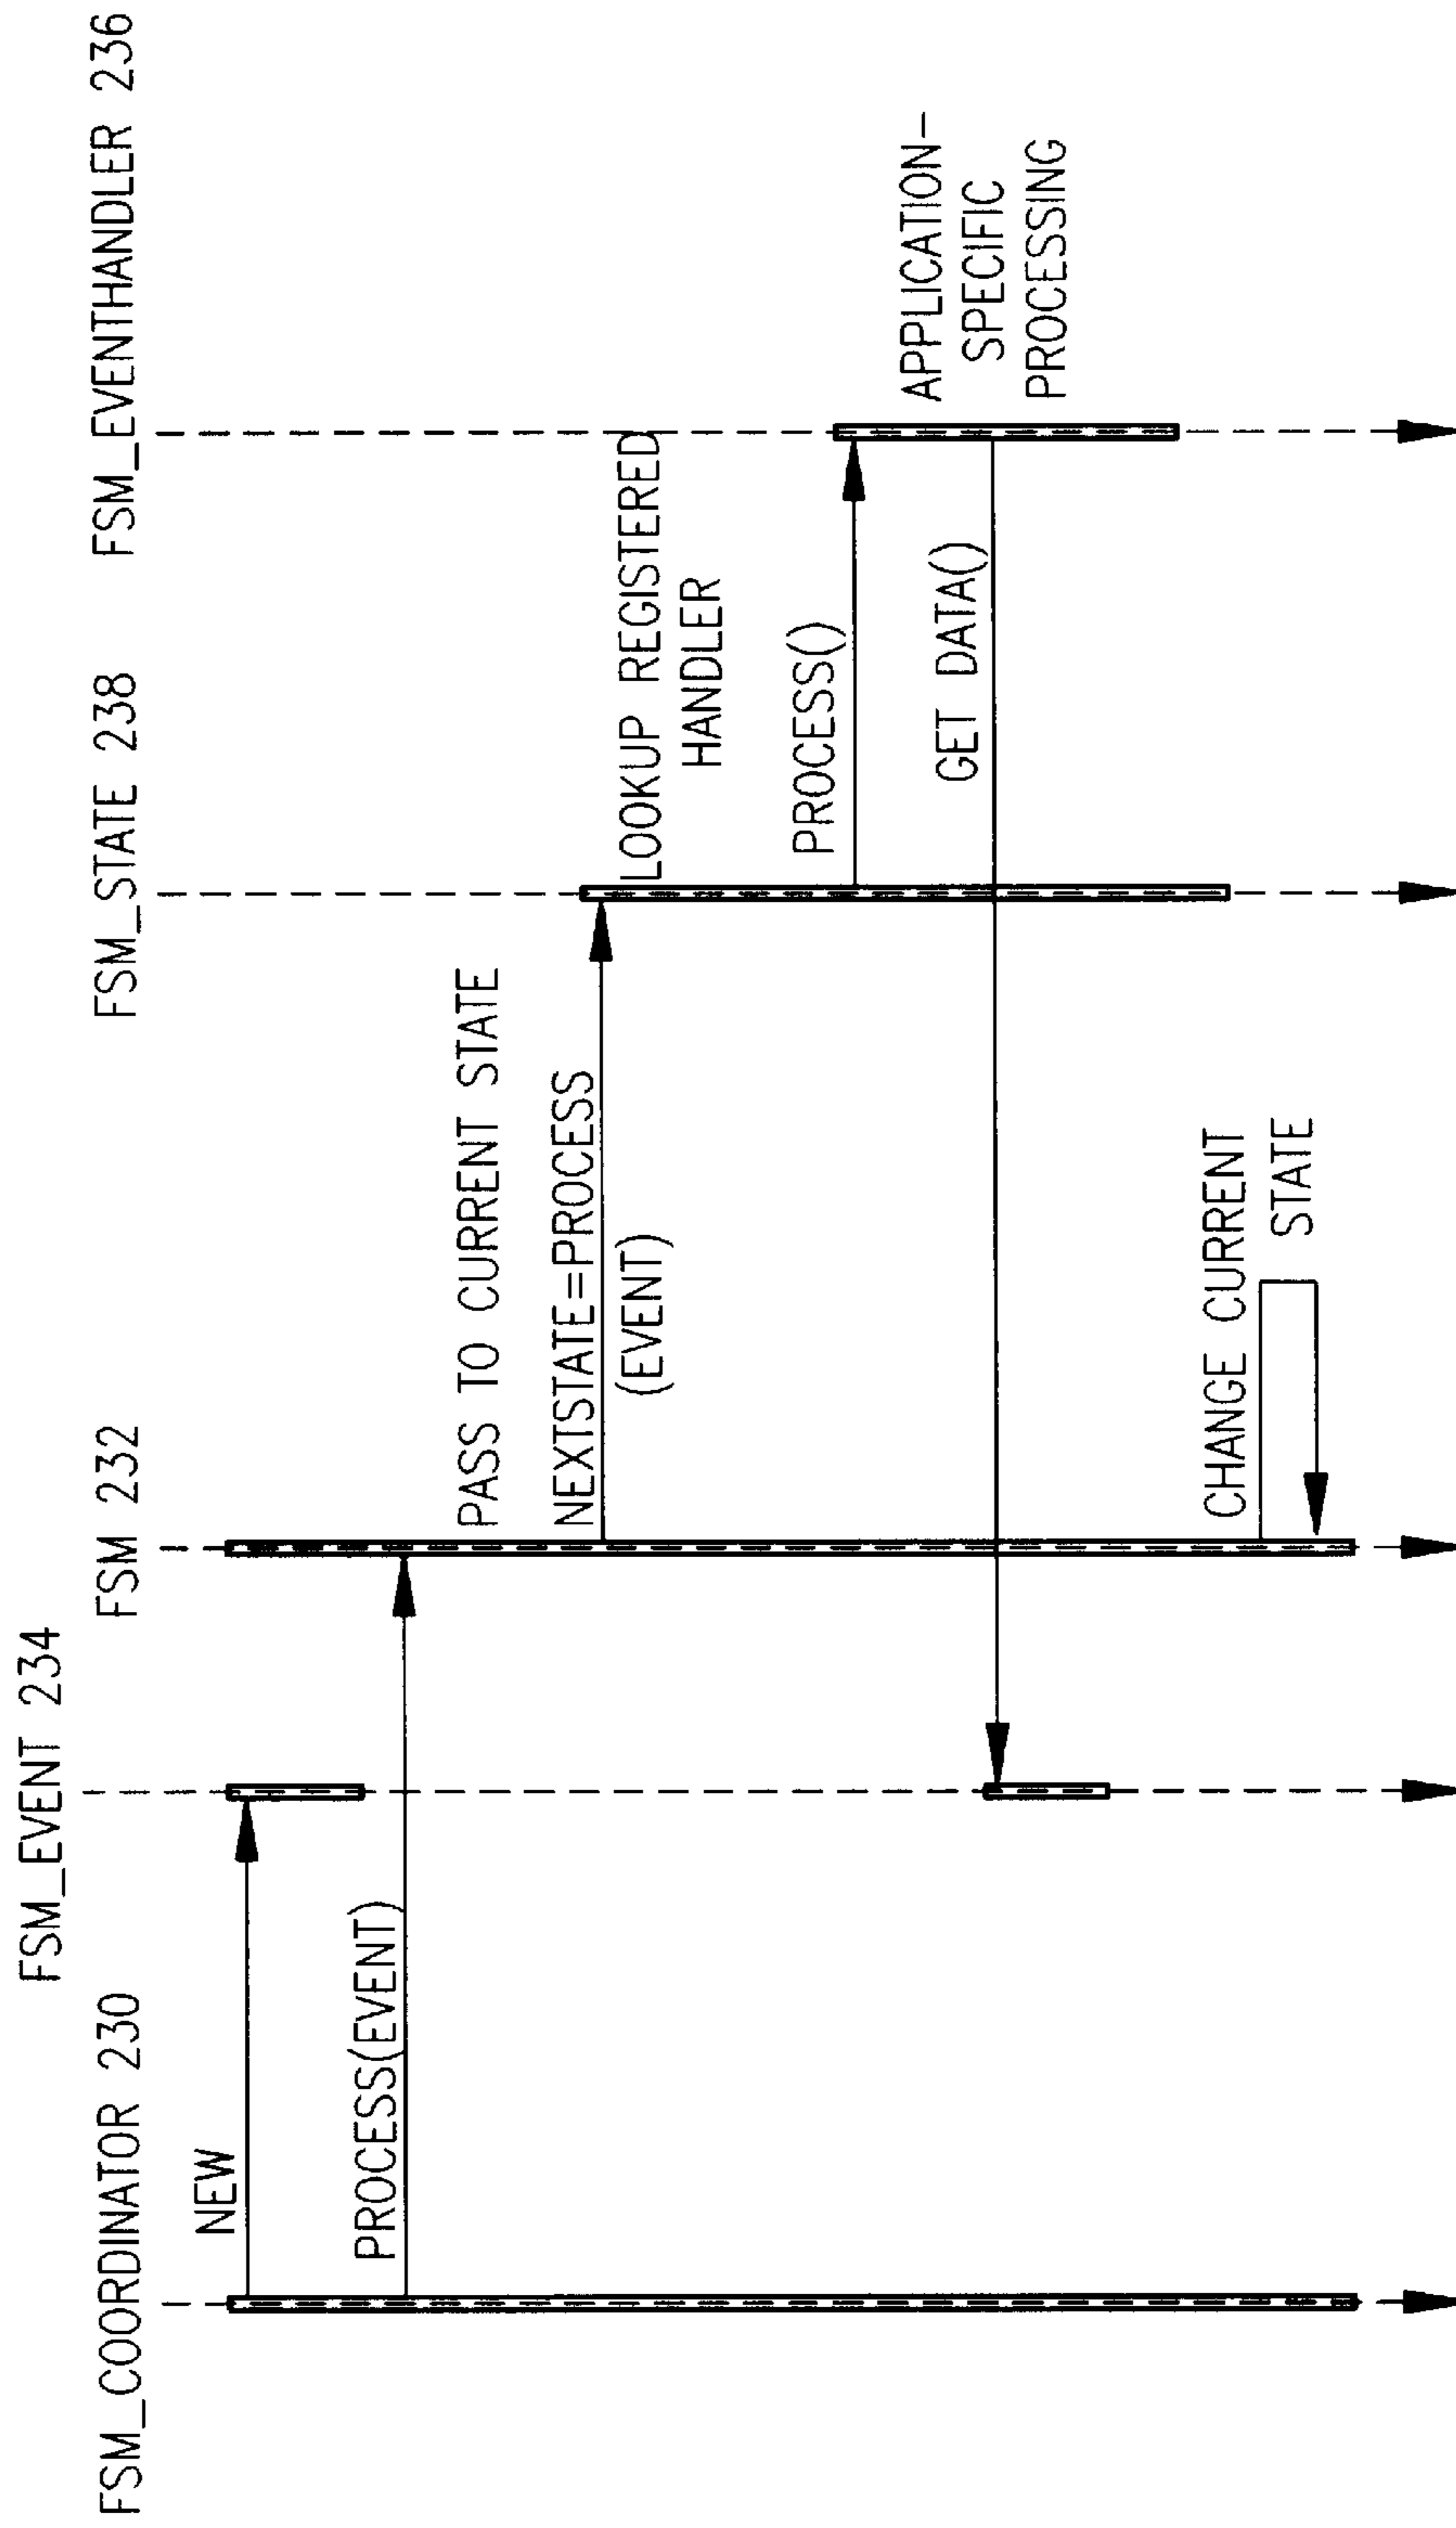 FSM_COORDINATOR 230
FSM_EVENT 234
FSM 232
FSM_STATE 238
FSM_EVENTHANDLER 236
NEW
PROCESS(EVENT)
PASS TO CURRENT STATE
NEXTSTATE=PROCESS
(EVENT)
LOOKUP REGISTERED
HANDLER
PROCESS()
GET DATA()
APPLICATION-
SPECIFIC
PROCESSING
CHANGE CURRENT
STATE